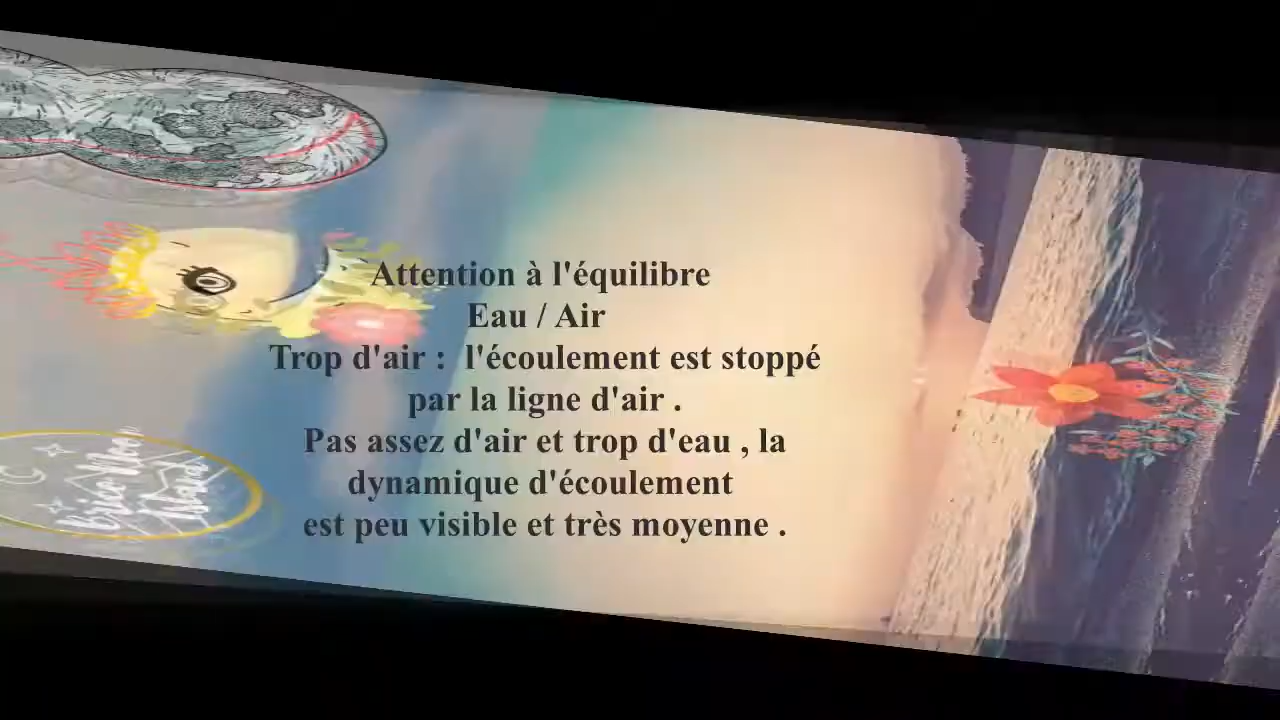 Attention à l'équilibre
Eau / Air
Trop d'air :  l'écoulement est stoppé
par la ligne d'air .
Pas assez d'air et trop d'eau , la
dynamique d'écoulement
est peu visible et très moyenne .